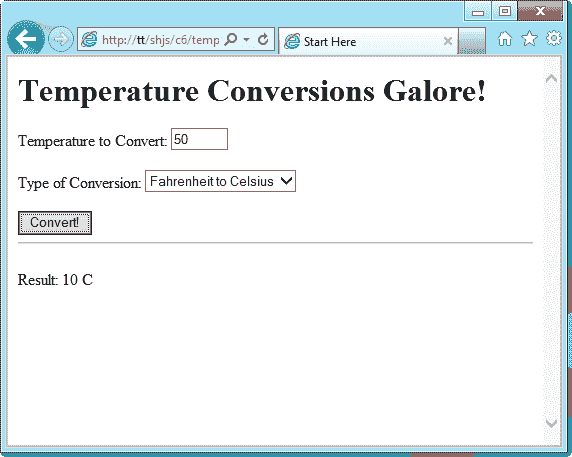 http://tt/shjs/c6/temp
Start Here
Temperature Conversions Galore!
Temperature to Convert: 50
Type of Conversion: Fahrenheit to Celsius
Convert!
Result: 10 C